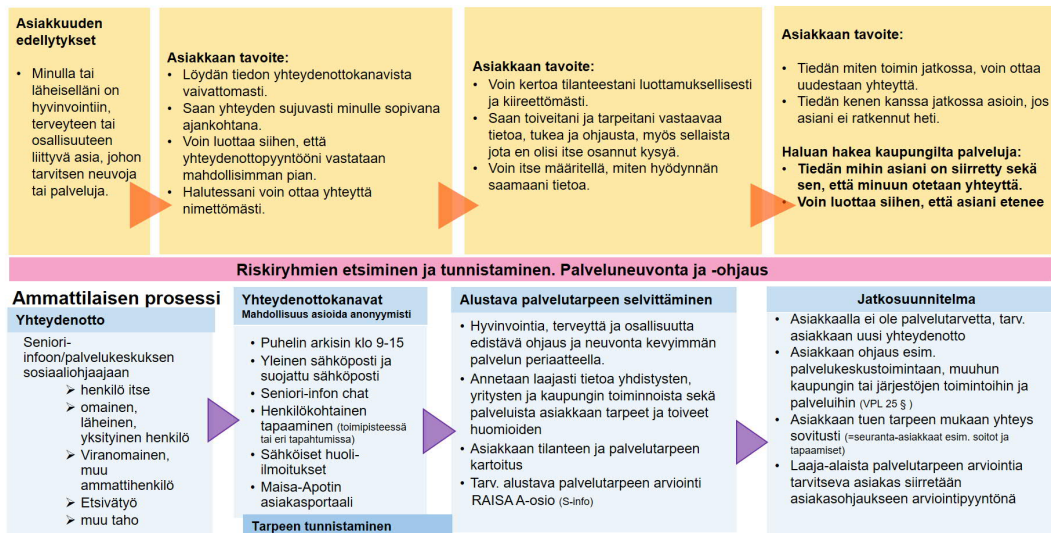 Asiakkuuden
edellytykset
• Minulla tai
läheiselläni on
hyvinvointiin,
terveyteen tai
osallisuuteen
liittyvä asia, johon
tarvitsen neuvoja
tai palveluja.
Asiakkaan tavoite:
• Löydän tiedon yhteydenottokanavista
vaivattomasti.
• Saan yhteyden sujuvasti minulle sopivana
ajankohtana.
• Voin luottaa siihen, että
yhteydenottopyyntööni vastataan
mahdollisimman pian.
• Halutessani voin ottaa yhteyttä
nimettömästi.
Asiakkaan tavoite:
• Voin kertoa tilanteestani luottamuksellisesti
ja kiireettömästi.
• Saan toiveitani ja tarpeitani vastaavaa
tietoa, tukea ja ohjausta, myös sellaista
jota en olisi itse osannut kysyä.
• Voin itse määritellä, miten hyödynnän
saamaani tietoa.
Asiakkaan tavoite:
• Tiedän miten toimin jatkossa, voin ottaa
uudestaan yhteyttä.
• Tiedän kenen kanssa jatkossa asioin, jos
asiani ei ratkennut heti.
Haluan hakea kaupungilta palveluja:
• Tiedän mihin asiani on siirretty sekä
sen, että minuun otetaan yhteyttä.
• Voin luottaa siihen, että asiani etenee
Riskiryhmien etsiminen ja tunnistaminen. Palveluneuvonta ja -ohjaus
Ammattilaisen prosessi
Yhteydenotto
Seniori-
infoon/palvelukeskuksen
sosiaaliohjaajaan
➢ henkilö itse
➢ omainen,
läheinen,
yksityinen henkilö
➢ Viranomainen,
muu
ammattihenkilö
➢ Etsivätyö
➢ muu taho
Yhteydenottokanavat
Mahdollisuus asioida anonyymisti
• Puhelin arkisin klo 9-15
• Yleinen sähköposti ja
suojattu sähköposti
• Seniori-infon chat
• Henkilökohtainen
tapaaminen (toimipisteessä
tai eri tapahtumissa)
• Sähköiset huoli-
ilmoitukset
• Maisa-Apotin
asiakasportaali
Tarpeen tunnistaminen
Alustava palvelutarpeen selvittäminen
• Hyvinvointia, terveyttä ja osallisuutta
edistävä ohjaus ja neuvonta kevyimmän
palvelun periaatteella.
• Annetaan laajasti tietoa yhdistysten,
yritysten ja kaupungin toiminnoista sekä
palveluista asiakkaan tarpeet ja toiveet
huomioiden
• Asiakkaan tilanteen ja palvelutarpeen
kartoitus
• Tarv. alustava palvelutarpeen arviointi
RAISA A-osio (S-info)
Jatkosuunnitelma
• Asiakkaalla ei ole palvelutarvetta, tarv.
asiakkaan uusi yhteydenotto
• Asiakkaan ohjaus esim.
palvelukeskustoimintaan, muuhun
kaupungin tai järjestöjen toimintoihin ja
palveluihin (VPL 25 § )
• Asiakkaan tuen tarpeen mukaan yhteys
sovitusti (=seuranta-asiakkaat esim. soitot ja
tapaamiset)
• Laaja-alaista palvelutarpeen arviointia
tarvitseva asiakas siirretään
asiakasohjaukseen arviointipyyntönä